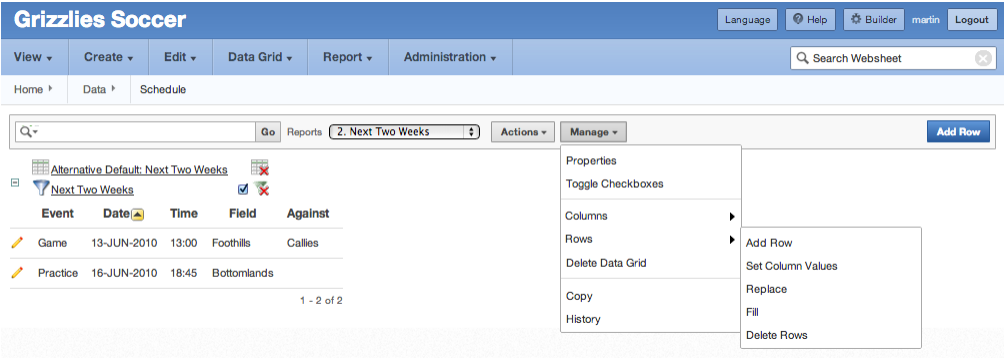 Grizzlies Soccer Language Help Builder martin Logout
View Create Edit Data Grid Report Administration Search Websheet
Home Data Schedule
Go Reports 2. Next Two Weeks Actions Manage Add Row
Alternative Default: Next Two Weeks
Next Two Weeks
Event Date Time Field Against
Game 13-JUN-2010 13:00 Foothills Callies
Practice 16-JUN-2010 18:45 Bottomlands
1 - 2 of 2
Properties
Toggle Checkboxes
Columns
Rows
Delete Data Grid
Copy
History
Add Row
Set Column Values
Replace
Fill
Delete Rows